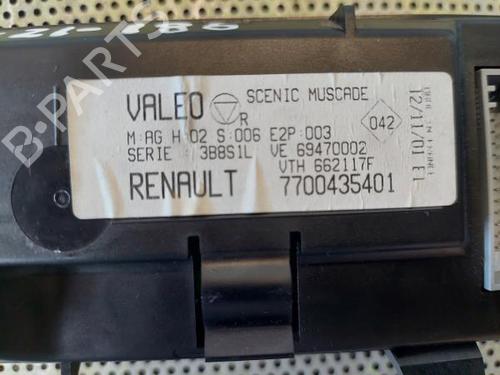 VALEO R SCENIC MUSCADE
M:AG H:02 S:006 E2P:003
SERIE : 3B8S1L VE 69470002
VTH 662117F
RENAULT 7700435401
042
12/11/01 E1
B-PARTS